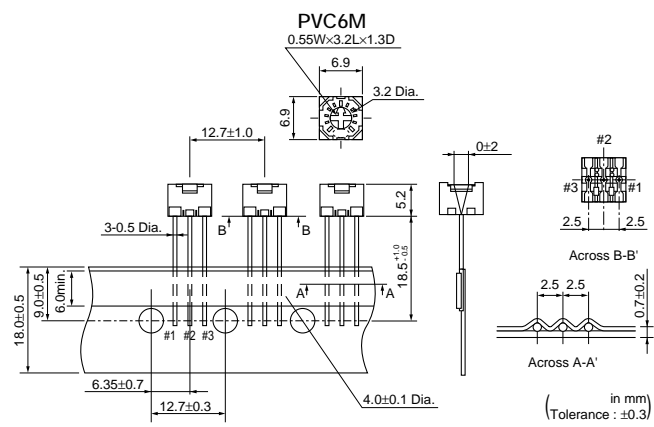 PVC6M
0.55W×3.2L×1.3D
6.9
3.2 Dia.
6.9
12.7±1.0
0±2
#2
#3
#1
5.2
3-0.5 Dia.
B
B
2.5
2.5
Across B-B'
18.5 +1.0 -0.5
18.0±0.5
9.0±0.5
6.0min.
A
A
2.5
2.5
0.7±0.2
#1
#2
#3
Across A-A'
6.35±0.7
4.0±0.1 Dia.
12.7±0.3
in mm
Tolerance : ±0.3